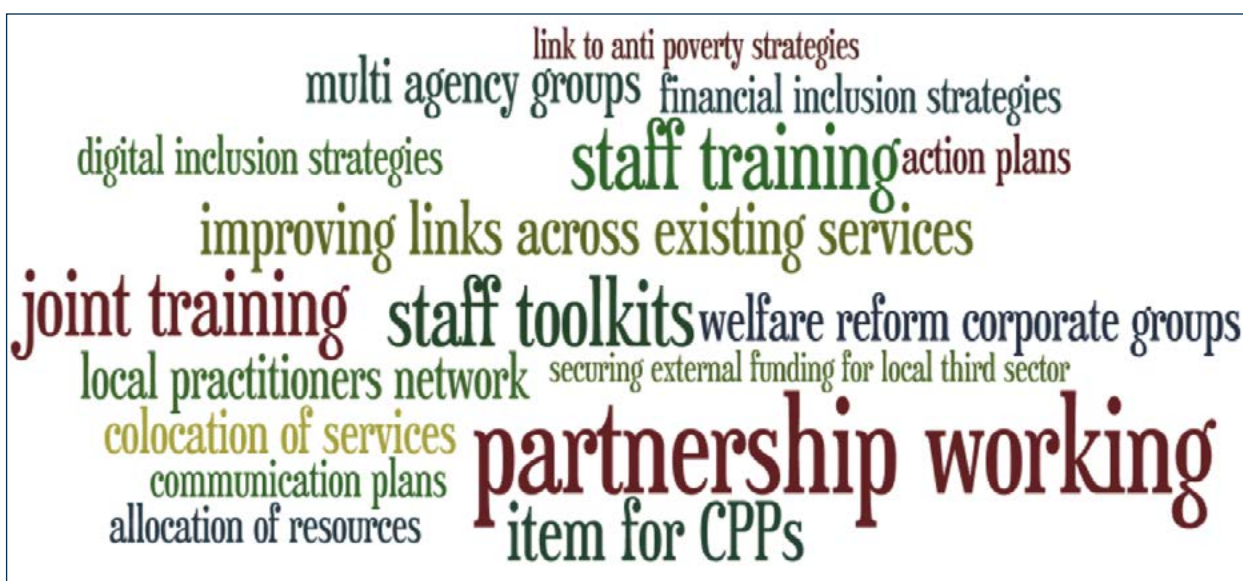 link to anti poverty strategies
multi agency groups
financial inclusion strategies
digital inclusion strategies
staff training
action plans
improving links across existing services
joint training
staff toolkits
welfare reform corporate groups
local practitioners network
securing external funding for local third sector
colocation of services
partnership working
communication plans
allocation of resources
item for CPPs